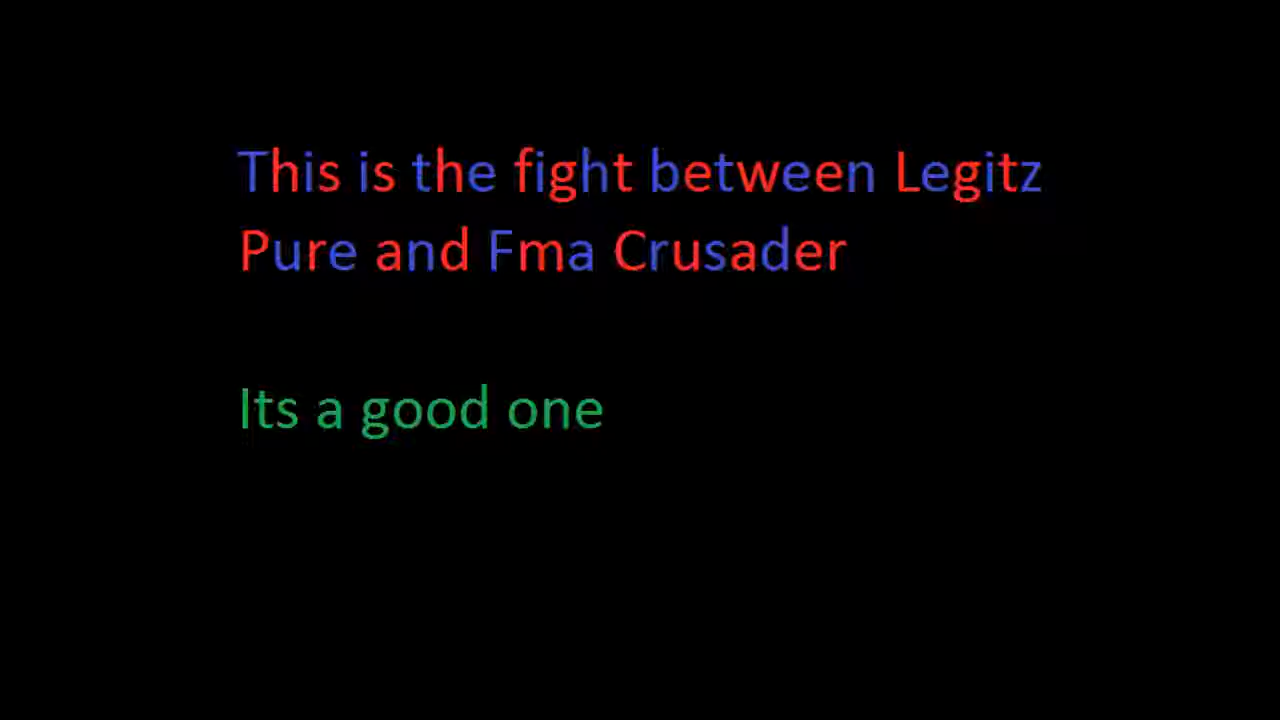 This is the fight between Legitz
Pure and Fma Crusader
Its a good one